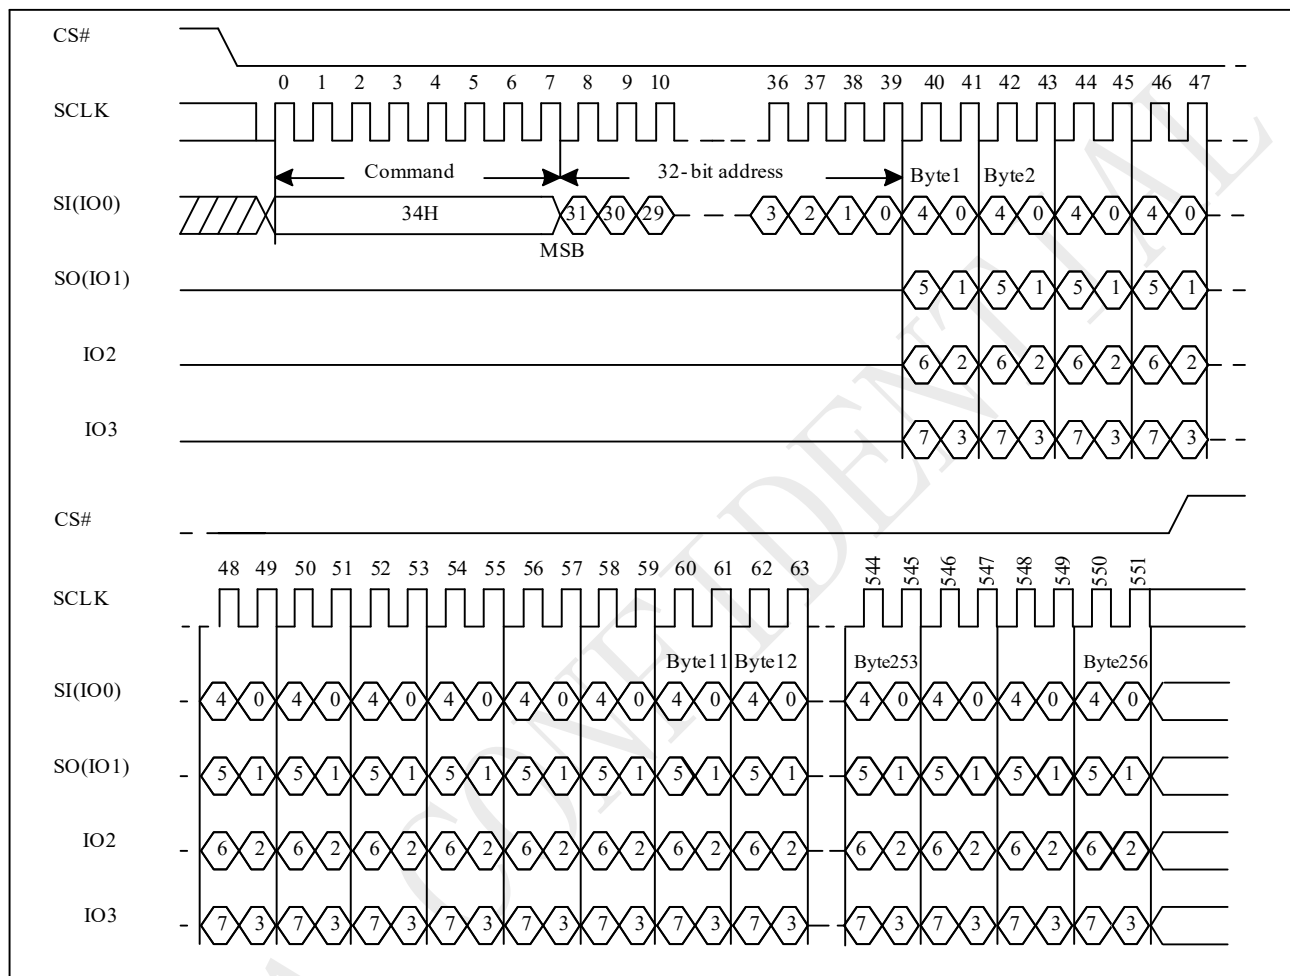 CS#
0 1 2 3 4 5 6 7 8 9 10 36 37 38 39 40 41 42 43 44 45 46 47
SCLK
Command 32-bit address Byte1 Byte2
SI(IO0) 34H 31 30 29 3 2 1 0 4 0 4 0 4 0 4 0
MSB
SO(IO1) 5 1 5 1 5 1 5 1
IO2 6 2 6 2 6 2 6 2
IO3 7 3 7 3 7 3 7 3
CS#
48 49 50 51 52 53 54 55 56 57 58 59 60 61 62 63 544 545 546 547 548 549 550 551
SCLK
Byte11 Byte12 Byte253 Byte256
SI(IO0) 4 0 4 0 4 0 4 0 4 0 4 0 4 0 4 0 4 0 4 0 4 0 4 0
SO(IO1) 5 1 5 1 5 1 5 1 5 1 5 1 5 1 5 1 5 1 5 1 5 1 5 1
IO2 6 2 6 2 6 2 6 2 6 2 6 2 6 2 6 2 6 2 6 2 6 2 6 2
IO3 7 3 7 3 7 3 7 3 7 3 7 3 7 3 7 3 7 3 7 3 7 3 7 3
CONFIDENTIAL